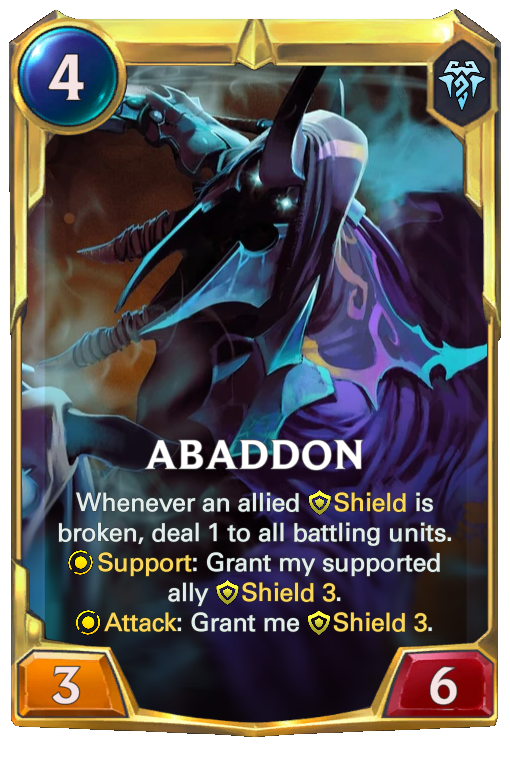 4
ABADDON
Whenever an allied Shield is
broken, deal 1 to all battling units.
Support: Grant my supported
ally Shield 3.
Attack: Grant me Shield 3.
3
6